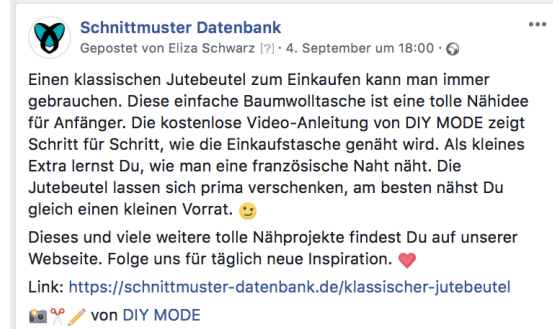 Schnittmuster Datenbank
Gepostet von Eliza Schwarz [?] · 4. September um 18:00 ·
Einen klassischen Jutebeutel zum Einkaufen kann man immer
gebrauchen. Diese einfache Baumwolltasche ist eine tolle Nähidee
für Anfänger. Die kostenlose Video-Anleitung von DIY MODE zeigt
Schritt für Schritt, wie die Einkaufstasche genäht wird. Als kleines
Extra lernst Du, wie man eine französische Naht näht. Die
Jutebeutel lassen sich prima verschenken, am besten nähst Du
gleich einen kleinen Vorrat. 😉
Dieses und viele weitere tolle Nähprojekte findest Du auf unserer
Webseite. Folge uns für täglich neue Inspiration. ❤️
Link: https://schnittmuster-datenbank.de/klassischer-jutebeutel
📸✂️✏️ von DIY MODE